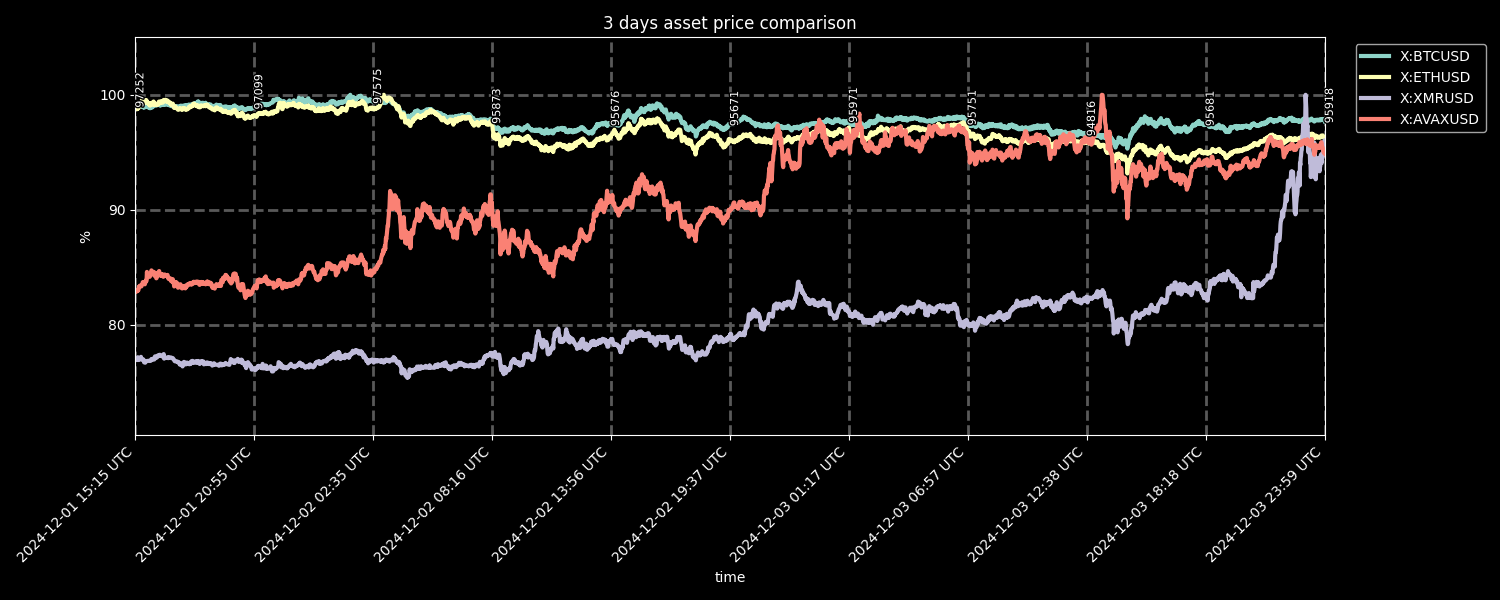 3 days asset price comparison
X:BTCUSD
X:ETHUSD
X:XMRUSD
X:AVAXUSD
%
100
90
80
97252
97099
97575
95873
95676
95671
95971
95751
94816
95681
95918
2024-12-01 15:15 UTC
2024-12-01 20:55 UTC
2024-12-02 02:35 UTC
2024-12-02 08:16 UTC
2024-12-02 13:56 UTC
2024-12-02 19:37 UTC
2024-12-03 01:17 UTC
2024-12-03 06:57 UTC
2024-12-03 12:38 UTC
2024-12-03 18:18 UTC
2024-12-03 23:59 UTC
time